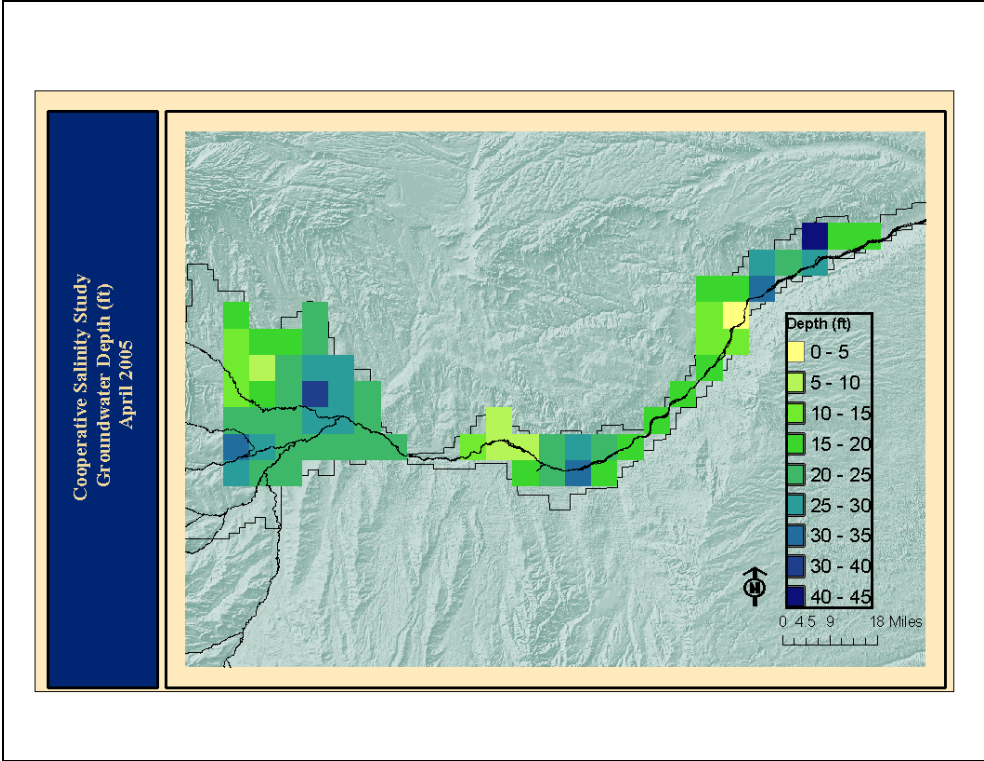 Cooperative Salinity Study
Groundwater Depth (ft)
April 2005
Depth (ft)
0 - 5
5 - 10
10 - 15
15 - 20
20 - 25
25 - 30
30 - 35
30 - 40
40 - 45
N
0 4.5 9 18 Miles